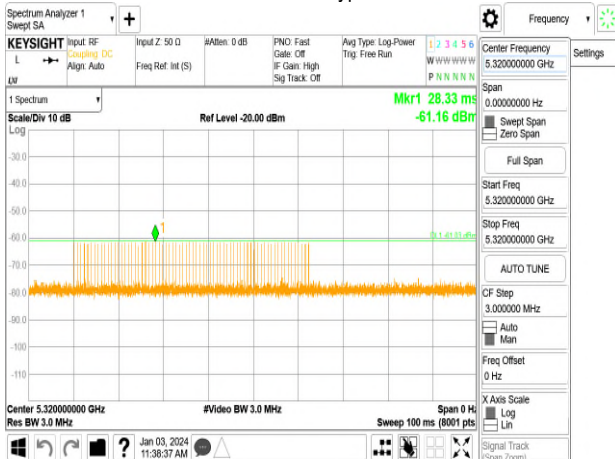 Spectrum Analyzer 1
Swept SA
+
Frequency
Settings
KEYSIGHT
L
Input: RF
Coupling: DC
Align: Auto
Input Z: 50 Ω
Freq Ref: Int (S)
#Atten: 0 dB
PNO: Fast
Gate: Off
IF Gain: High
Sig Track: Off
Avg Type: Log-Power
Trig: Free Run
1 2 3 4 5 6
W W W W W W
P N N N N N
1 Spectrum
Scale/Div 10 dB
Log
Ref Level -20.00 dBm
Mkr1 28.33 ms
-61.16 dBm
1
-30.0
-40.0
-50.0
-60.0
-70.0
-80.0
-90.0
-100
-110
Center 5.320000000 GHz
Res BW 3.0 MHz
#Video BW 3.0 MHz
Span 0 Hz
Sweep 100 ms (8001 pts
Center Frequency
5.320000000 GHz
Span
0.00000000 Hz
Swept Span
Zero Span
Full Span
Start Freq
5.320000000 GHz
Stop Freq
5.320000000 GHz
AUTO TUNE
CF Step
3.000000 MHz
Auto
Man
Freq Offset
0 Hz
X Axis Scale
Log
Lin
Signal Track
(Span Zoom)
?
Jan 03, 2024
11:38:37 AM